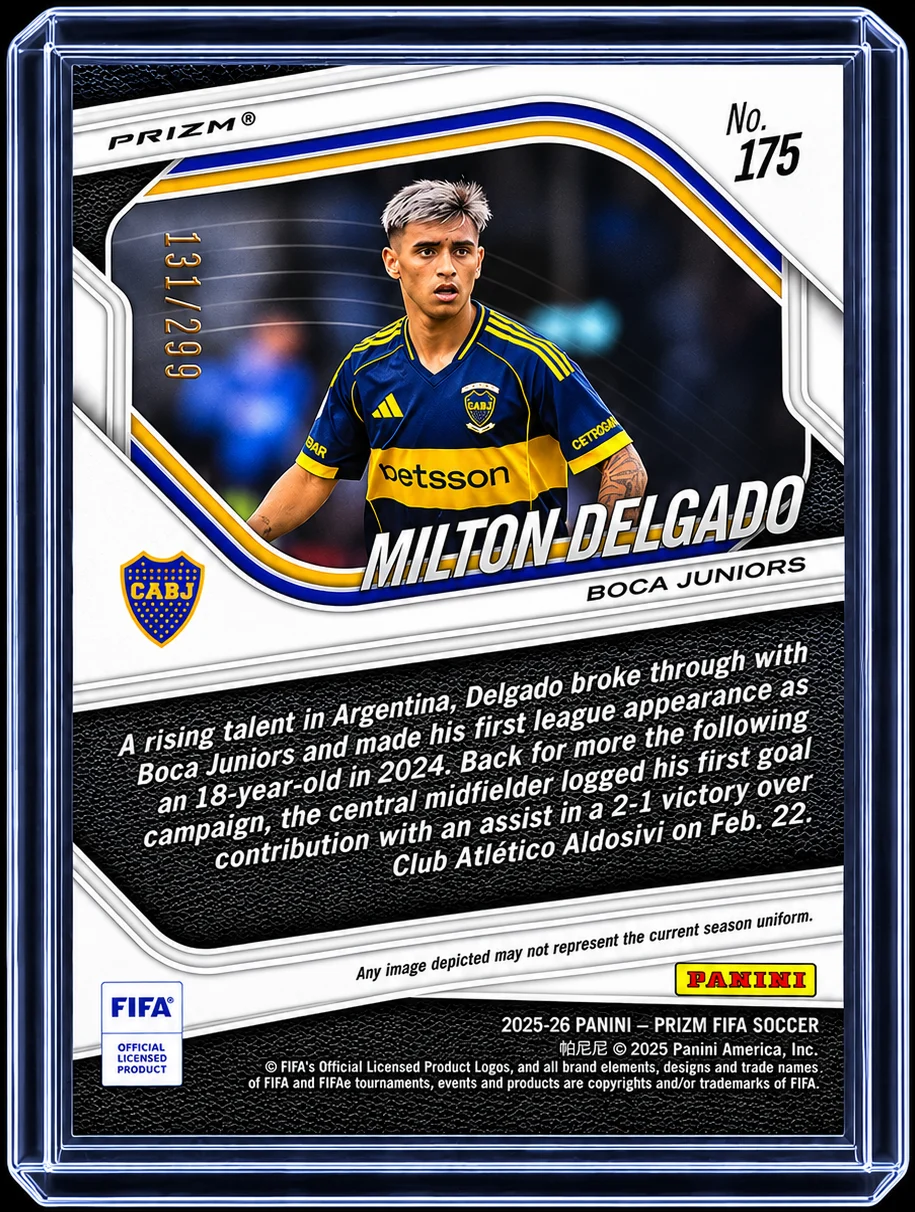 PRIZM®
No.
175
131/299
CABJ
BAR
CETROGAR
betsson
MILTON DELGADO
BOCA JUNIORS
CABJ
A rising talent in Argentina, Delgado broke through with
Boca Juniors and made his first league appearance as
an 18-year-old in 2024. Back for more the following
campaign, the central midfielder logged his first goal
contribution with an assist in a 2-1 victory over
Club Atlético Aldosivi on Feb. 22.
Any image depicted may not represent the current season uniform.
PANINI
FIFA®
OFFICIAL
LICENSED
PRODUCT
2025-26 PANINI – PRIZM FIFA SOCCER
帕尼尼 © 2025 Panini America, Inc.
© FIFA's Official Licensed Product Logos, and all brand elements, designs and trade names
of FIFA and FIFAe tournaments, events and products are copyrights and/or trademarks of FIFA.